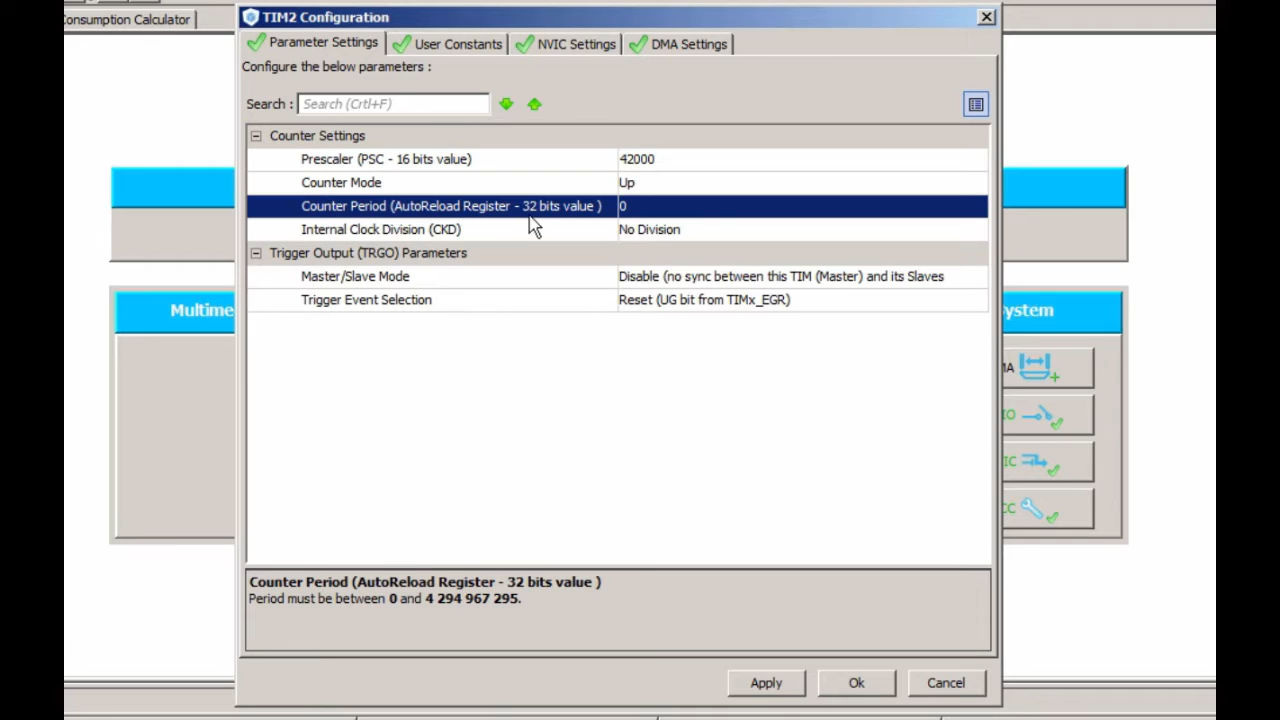 Consumption Calculator
TIM2 Configuration
Parameter Settings
User Constants
NVIC Settings
DMA Settings
Configure the below parameters :
Search :
Search (Crtl+F)
Counter Settings
Prescaler (PSC - 16 bits value)
42000
Counter Mode
Up
Counter Period (AutoReload Register - 32 bits value )
0
Internal Clock Division (CKD)
No Division
Trigger Output (TRGO) Parameters
Master/Slave Mode
Disable (no sync between this TIM (Master) and its Slaves
Trigger Event Selection
Reset (UG bit from TIMx_EGR)
Multime
ystem
MA
IO
IC
CC
Counter Period (AutoReload Register - 32 bits value )
Period must be between 0 and 4 294 967 295.
Apply
Ok
Cancel